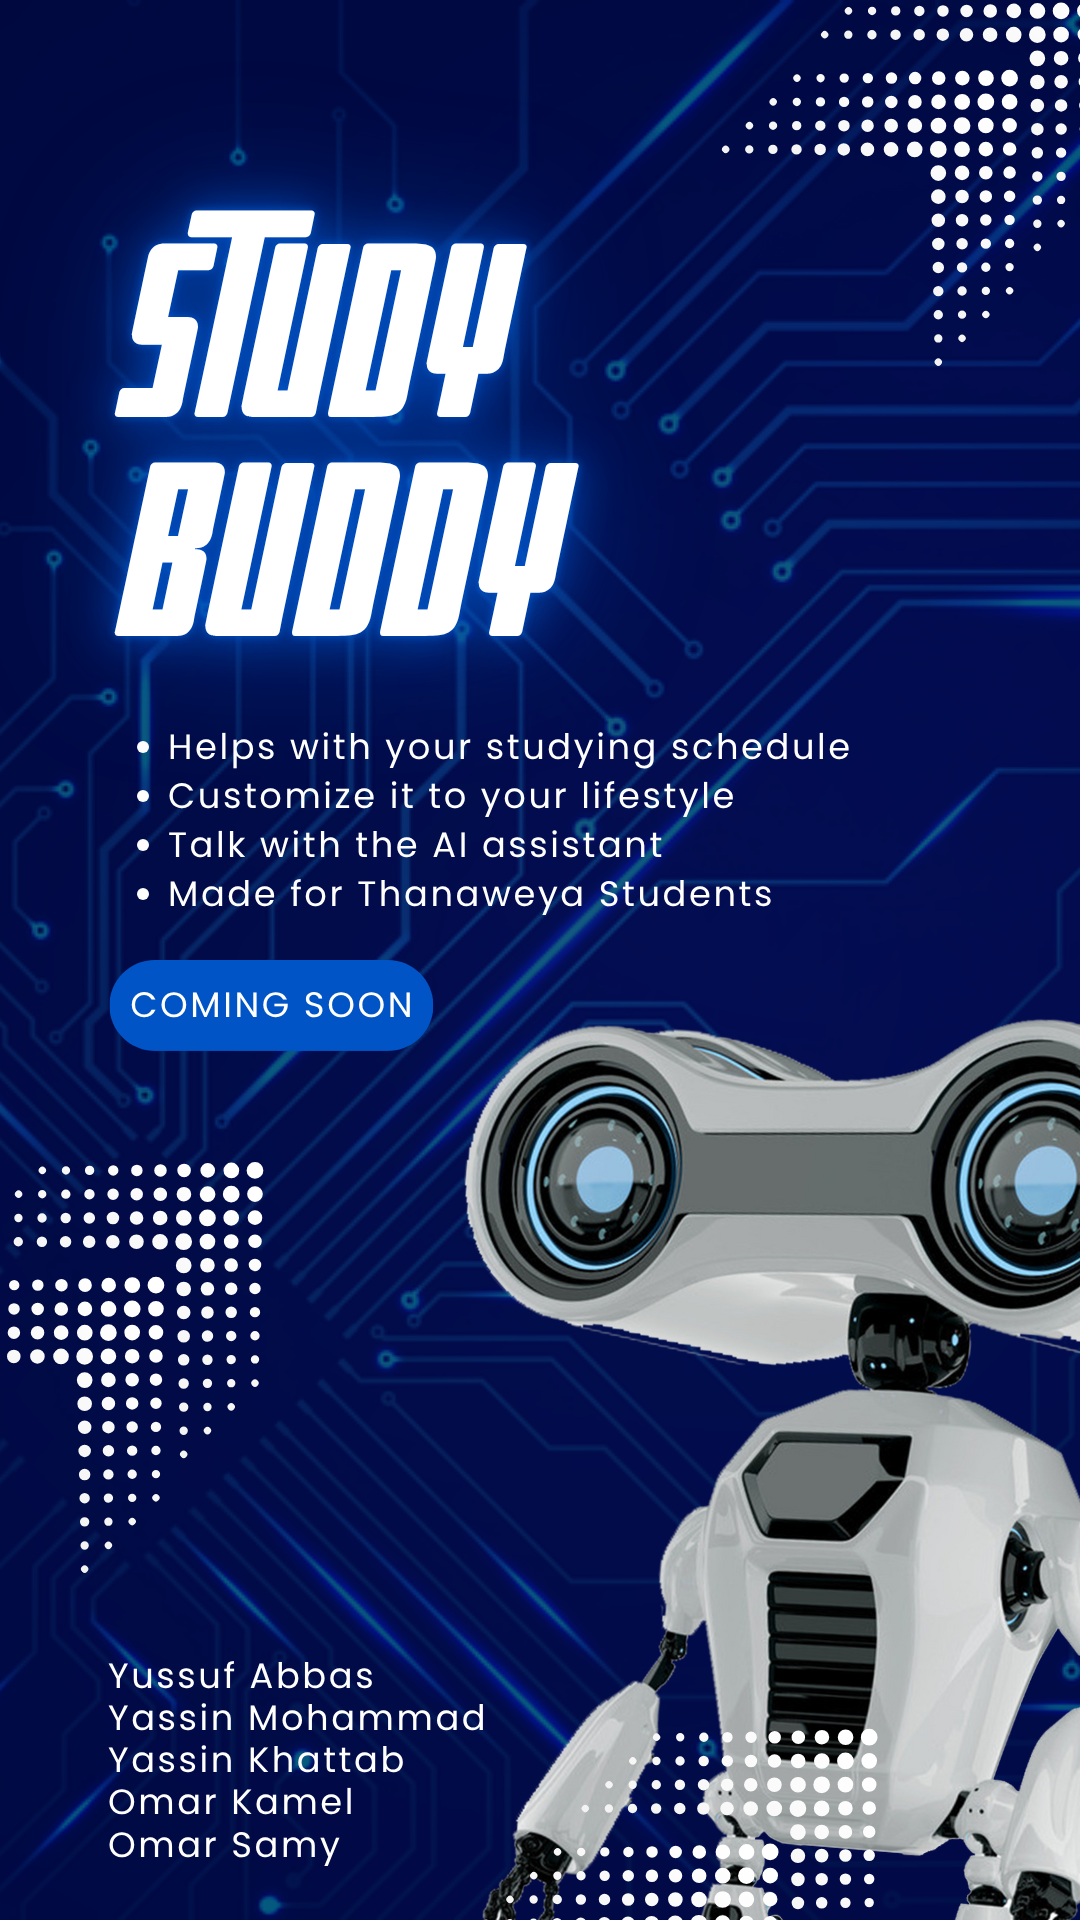 STUDY
BUDDY
• Helps with your studying schedule
• Customize it to your lifestyle
• Talk with the AI assistant
• Made for Thanaweya Students
COMING SOON
Yussuf Abbas
Yassin Mohammad
Yassin Khattab
Omar Kamel
Omar Samy